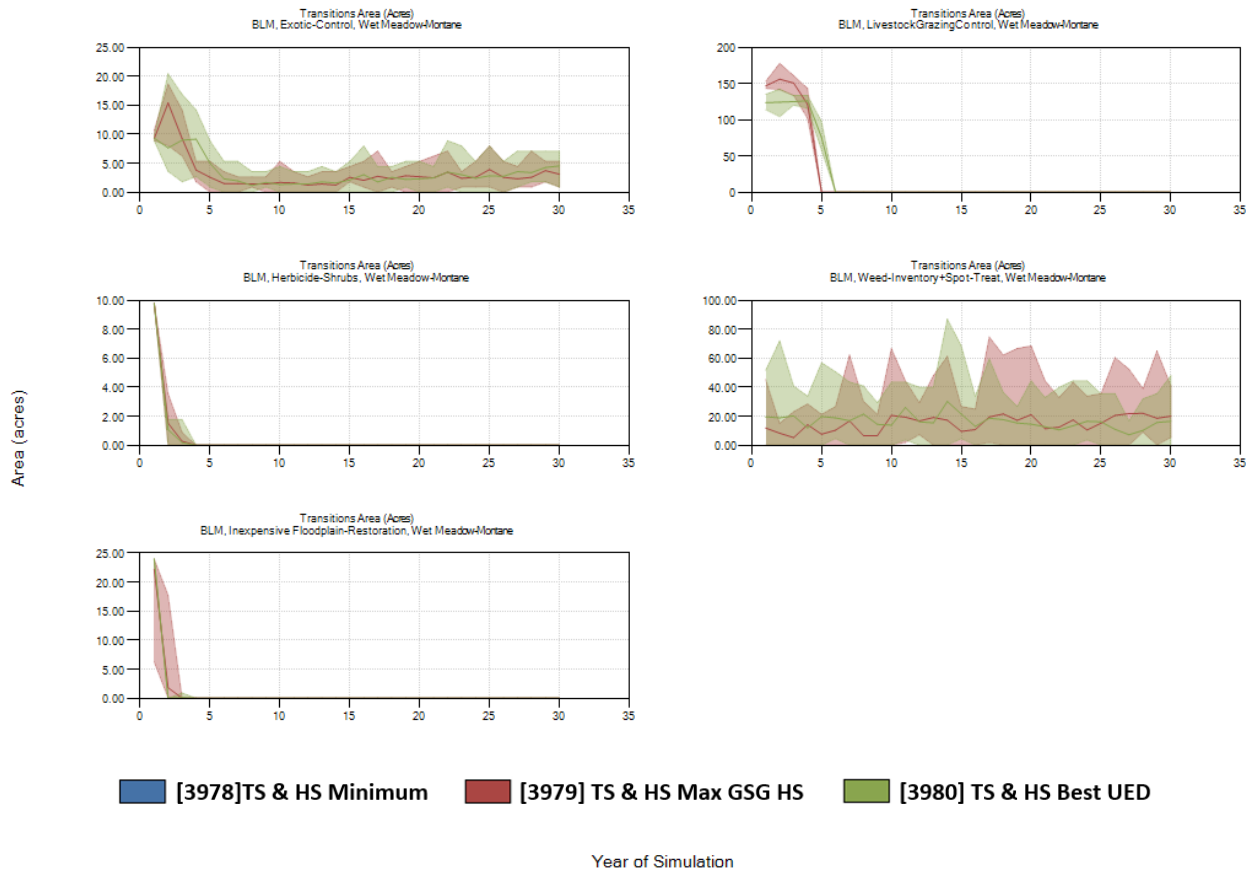 Transitions Area (Acres)
BLM, Exotic-Control, Wet Meadow-Montane
25.00
20.00
15.00
10.00
5.00
0.00
0 5 10 15 20 25 30 35
Transitions Area (Acres)
BLM, LivestockGrazingControl, Wet Meadow-Montane
200
150
100
50
0
0 5 10 15 20 25 30 35
Transitions Area (Acres)
BLM, Herbicide-Shrubs, Wet Meadow-Montane
10.00
8.00
6.00
4.00
2.00
0.00
0 5 10 15 20 25 30 35
Transitions Area (Acres)
BLM, Weed-Inventory+Spot-Treat, Wet Meadow-Montane
100.00
80.00
60.00
40.00
20.00
0.00
0 5 10 15 20 25 30 35
Area (acres)
Transitions Area (Acres)
BLM, Inexpensive Floodplain-Restoration, Wet Meadow-Montane
25.00
20.00
15.00
10.00
5.00
0.00
0 5 10 15 20 25 30 35
[3978]TS & HS Minimum [3979] TS & HS Max GSG HS [3980] TS & HS Best UED
Year of Simulation